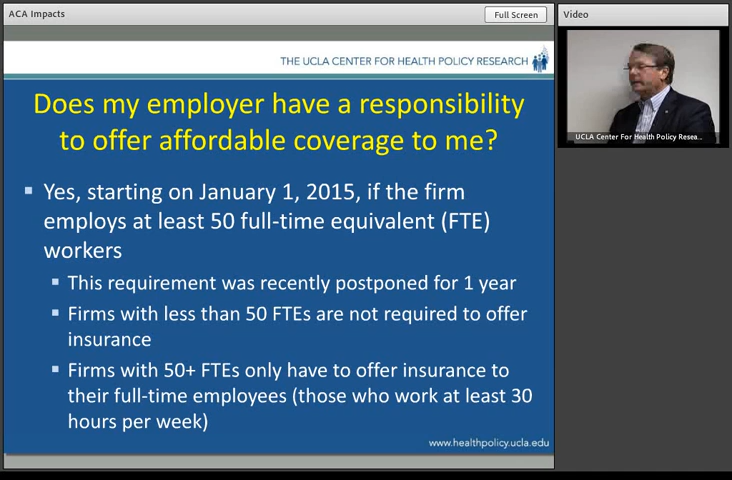 ACA Impacts
Full Screen
Video
THE UCLA CENTER FOR HEALTH POLICY RESEARCH
Does my employer have a responsibility
to offer affordable coverage to me?
Yes, starting on January 1, 2015, if the firm
employs at least 50 full-time equivalent (FTE)
workers
This requirement was recently postponed for 1 year
Firms with less than 50 FTEs are not required to offer
insurance
Firms with 50+ FTEs only have to offer insurance to
their full-time employees (those who work at least 30
hours per week)
www.healthpolicy.ucla.edu
UCLA Center For Health Policy Resea...